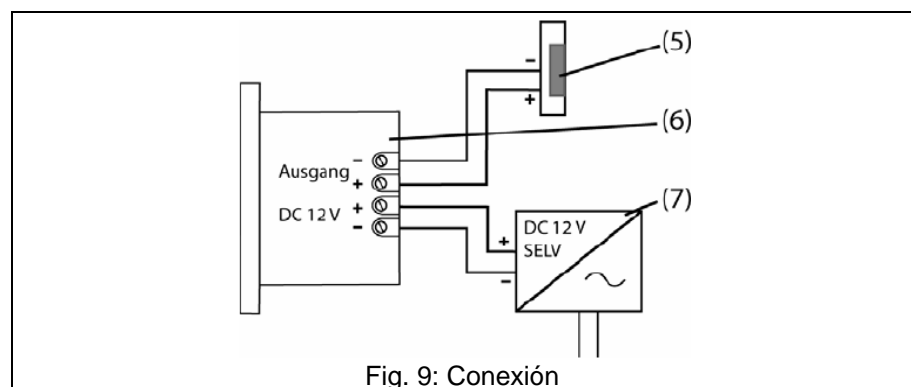 (5)
-
+
(6)
Ausgang
-
+
+
DC 12 V
-
(7)
DC 12 V
SELV
+
-
Fig. 9: Conexión